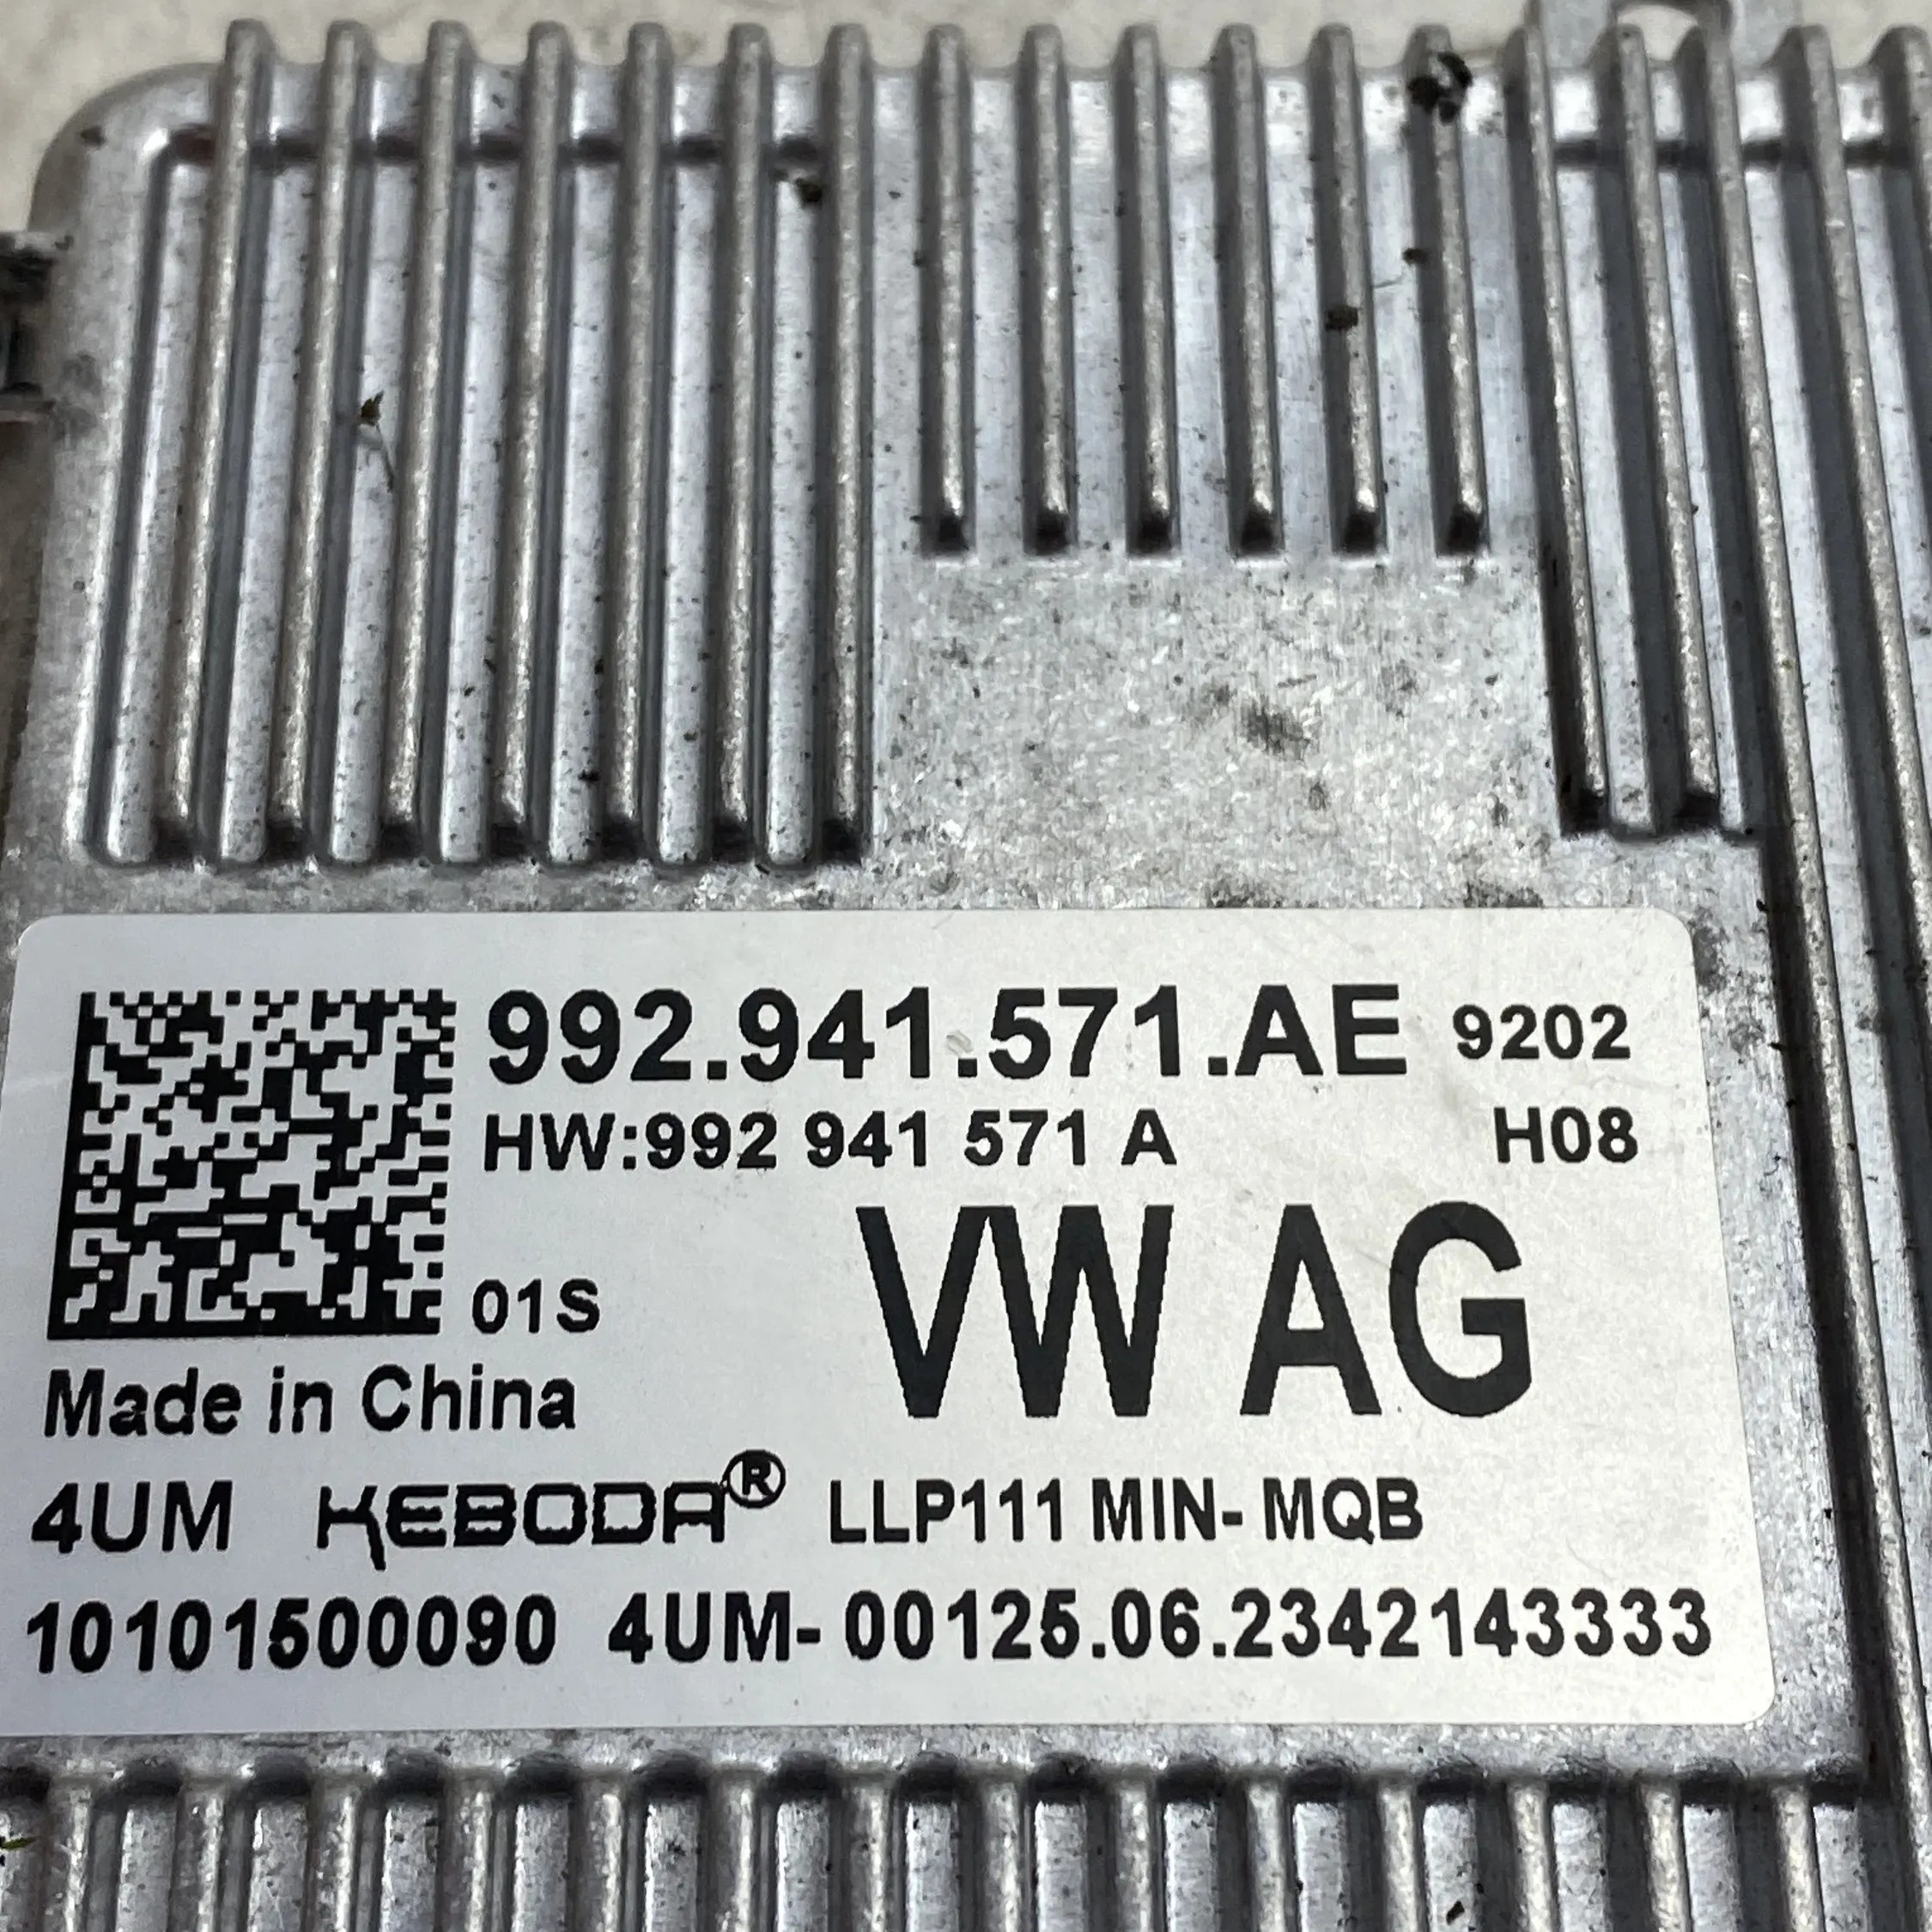 992.941.571.AE 9202
HW:992 941 571 A H08
VW AG
01S
Made in China
4UM KEBODA® LLP111 MIN- MQB
10101500090 4UM- 00125.06.2342143333